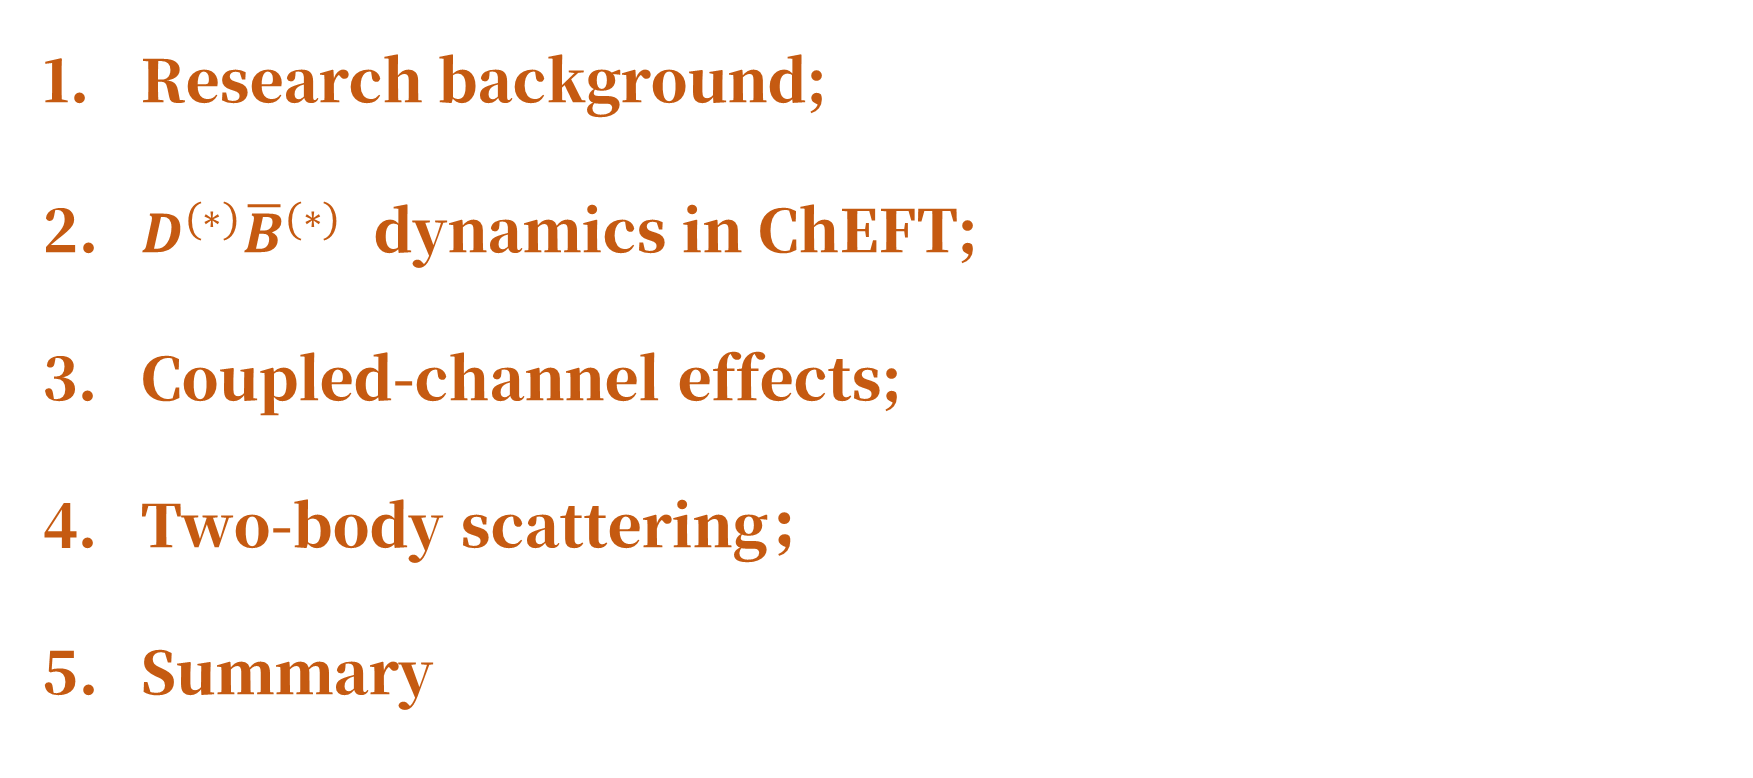 1. Research background;
2. D^(*) B̅^(*) dynamics in ChEFT;
3. Coupled-channel effects;
4. Two-body scattering;
5. Summary